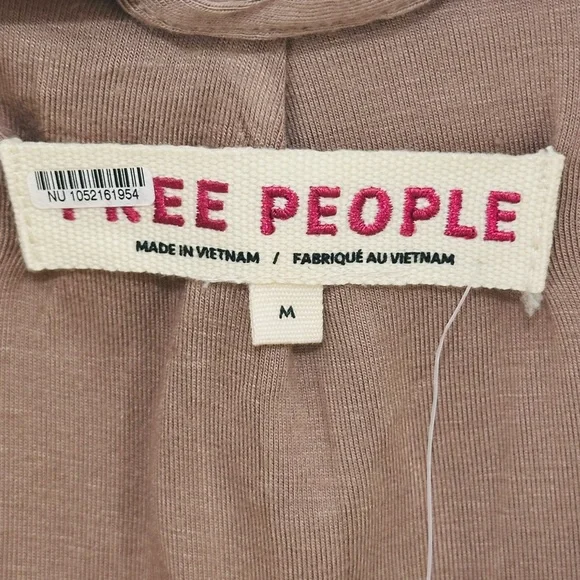 NU 1052161954
FREE PEOPLE
MADE IN VIETNAM / FABRIQUÉ AU VIETNAM
M